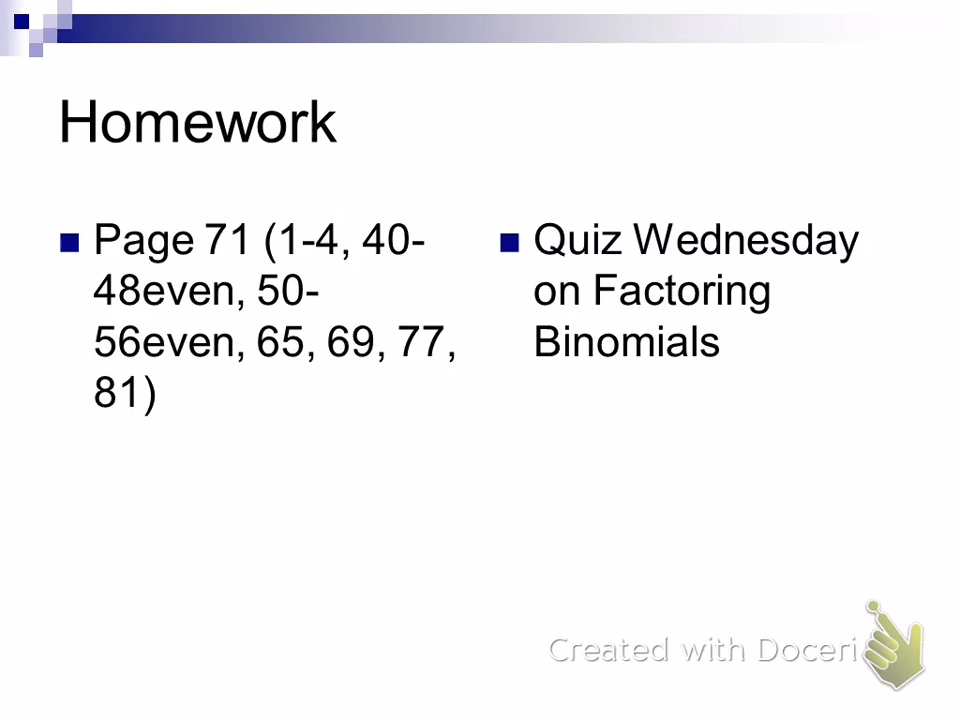 Homework
Page 71 (1-4, 40-
48even, 50-
56even, 65, 69, 77,
81)
Quiz Wednesday
on Factoring
Binomials
Created with Doceri